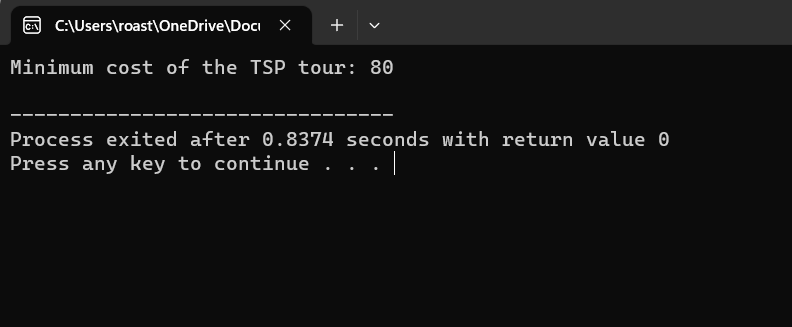 C:\Users\roast\OneDrive\Docu
Minimum cost of the TSP tour: 80
--------------------------------
Process exited after 0.8374 seconds with return value 0
Press any key to continue . . .